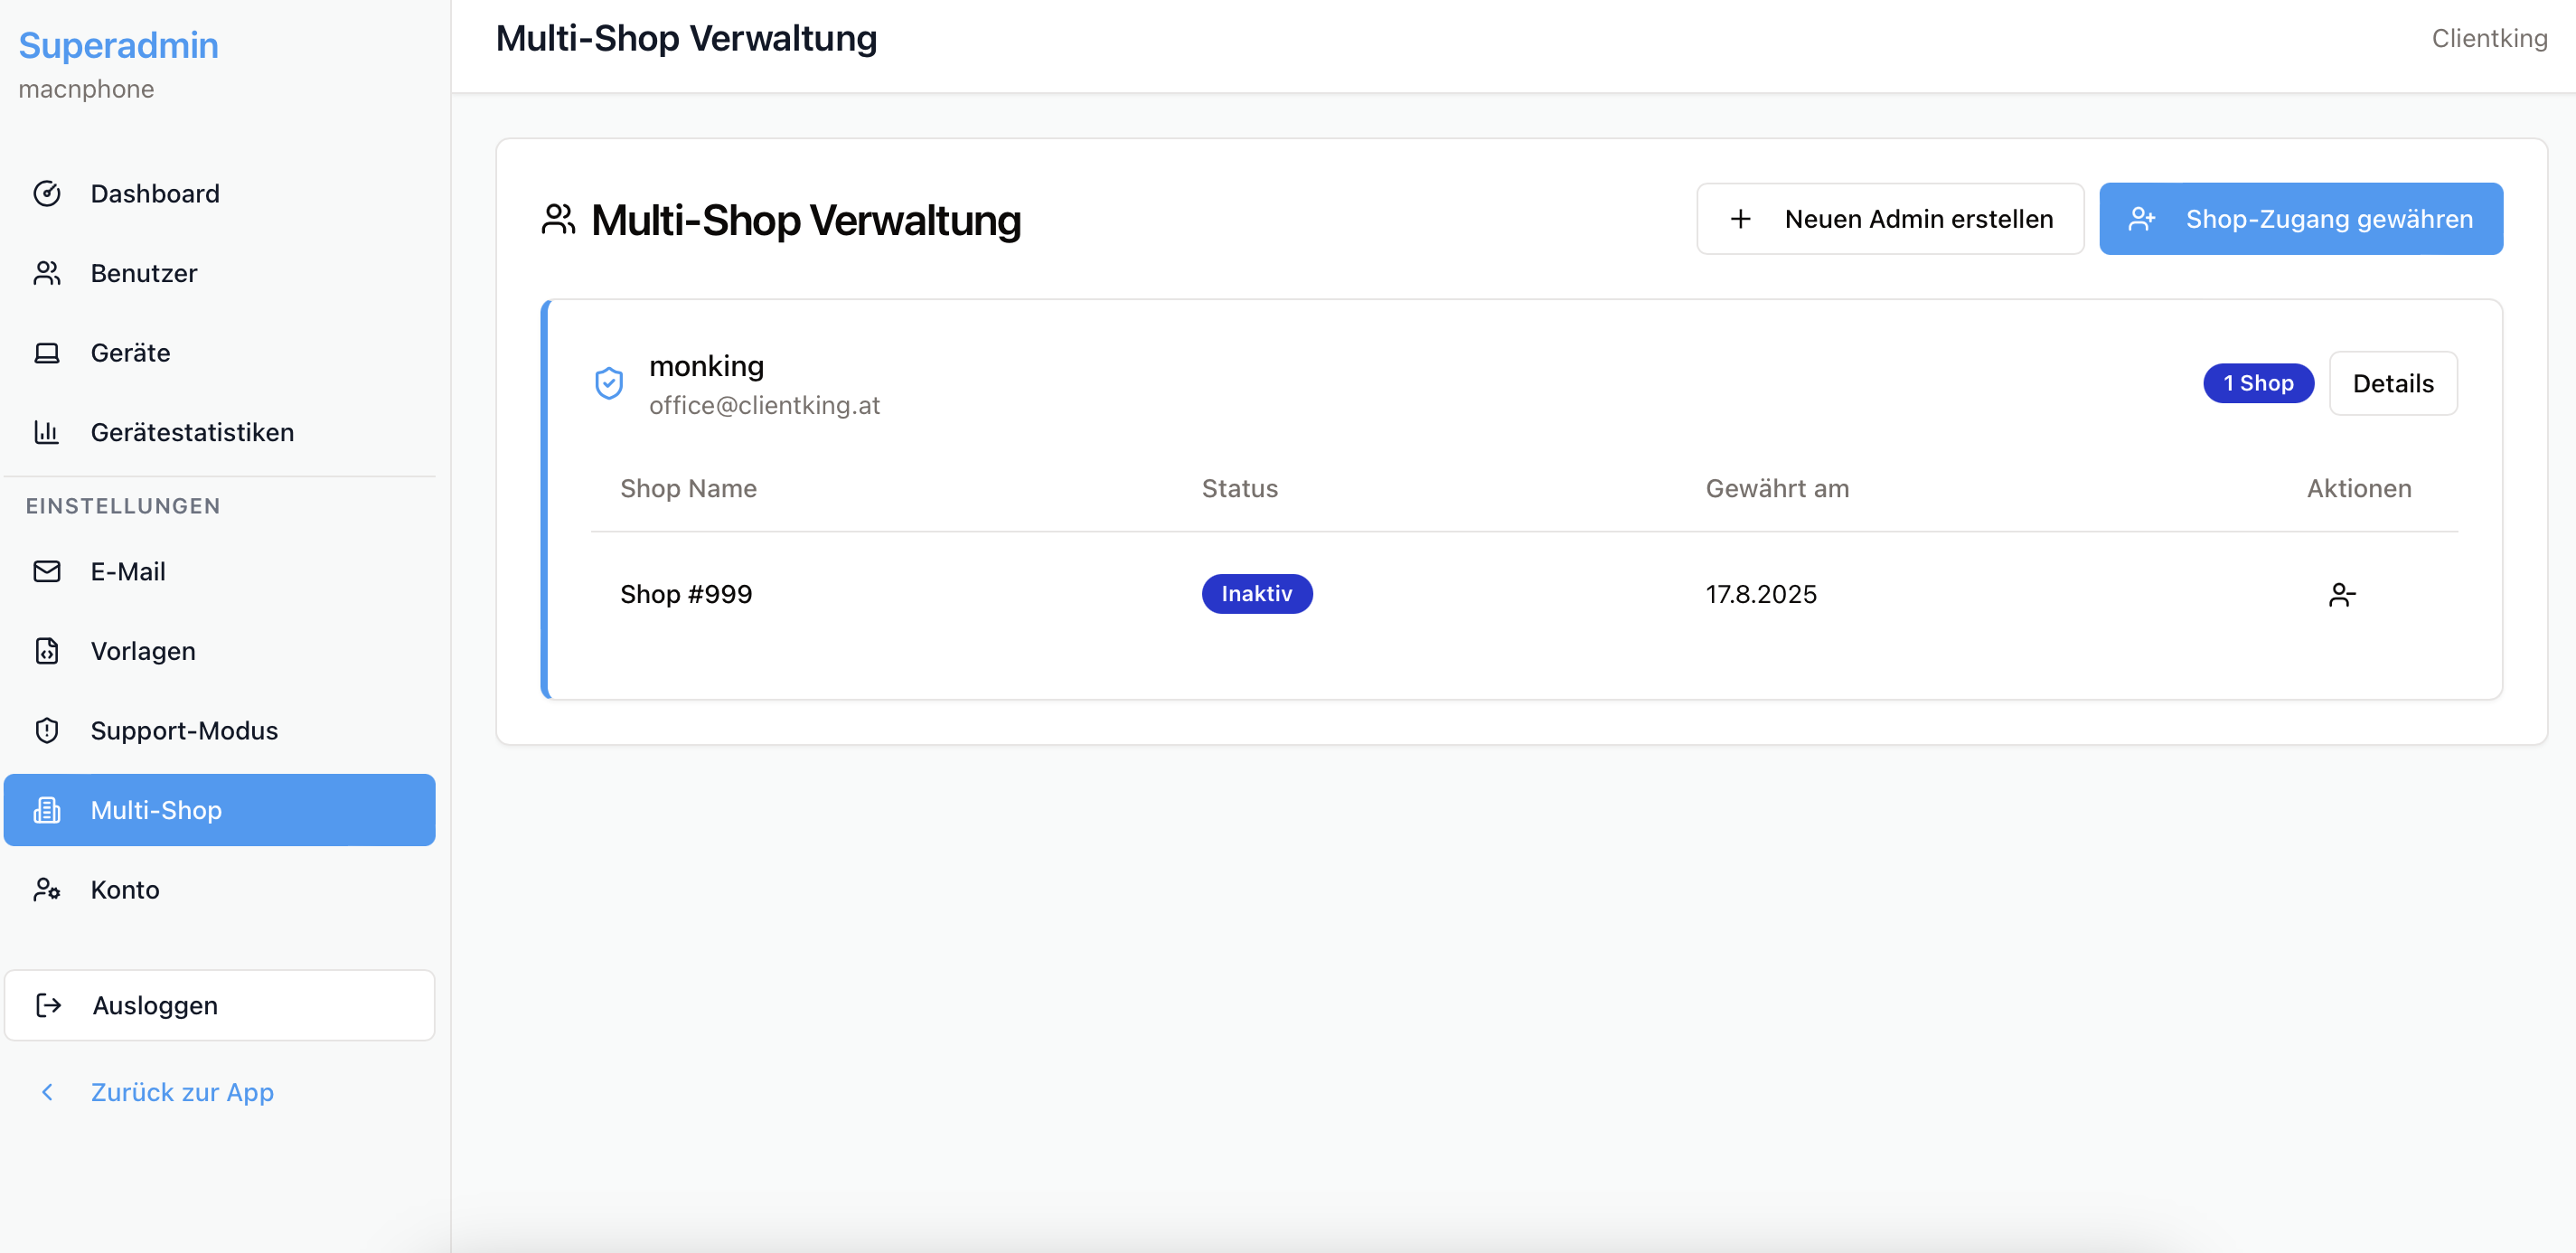 Superadmin
macnphone
Dashboard
Benutzer
Geräte
Gerätestatistiken
EINSTELLUNGEN
E-Mail
Vorlagen
Support-Modus
Multi-Shop
Konto
Ausloggen
Zurück zur App
Multi-Shop Verwaltung
Clientking
Multi-Shop Verwaltung
Neuen Admin erstellen
Shop-Zugang gewähren
monking
office@clientking.at
1 Shop
Details
Shop Name Status Gewährt am Aktionen
Shop #999 Inaktiv 17.8.2025